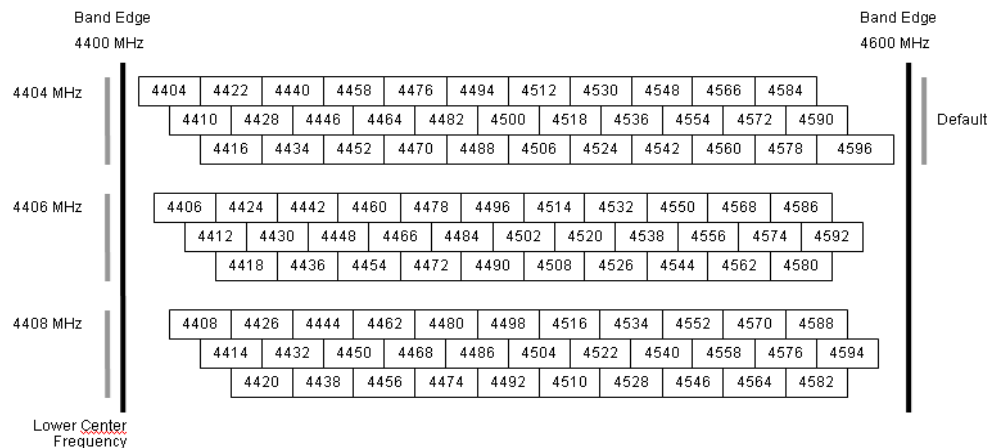 Band Edge
4400 MHz
Band Edge
4600 MHz
4404 MHz
4404 4422 4440 4458 4476 4494 4512 4530 4548 4566 4584
4410 4428 4446 4464 4482 4500 4518 4536 4554 4572 4590
Default
4416 4434 4452 4470 4488 4506 4524 4542 4560 4578 4596
4406 MHz
4406 4424 4442 4460 4478 4496 4514 4532 4550 4568 4586
4412 4430 4448 4466 4484 4502 4520 4538 4556 4574 4592
4418 4436 4454 4472 4490 4508 4526 4544 4562 4580
4408 MHz
4408 4426 4444 4462 4480 4498 4516 4534 4552 4570 4588
4414 4432 4450 4468 4486 4504 4522 4540 4558 4576 4594
4420 4438 4456 4474 4492 4510 4528 4546 4564 4582
Lower Center
Frequency